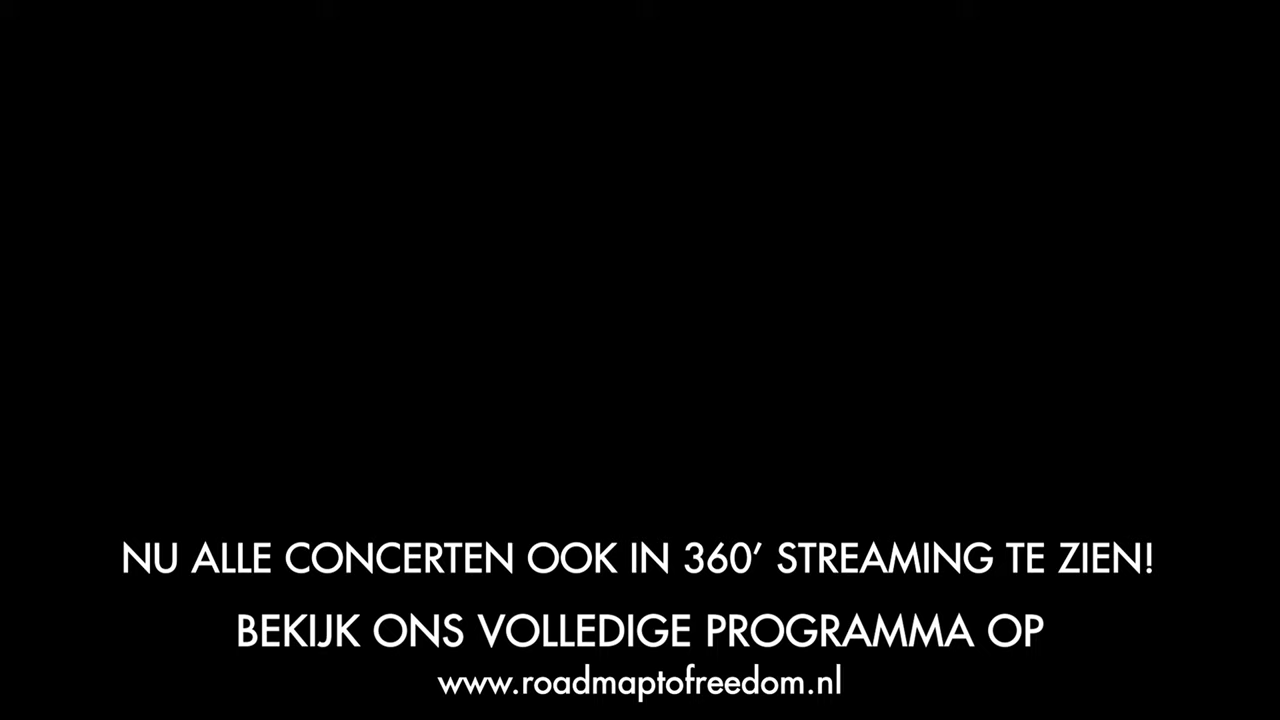 NU ALLE CONCERTEN OOK IN 360’ STREAMING TE ZIEN!
BEKIJK ONS VOLLEDIGE PROGRAMMA OP
www.roadmaptofreedom.nl